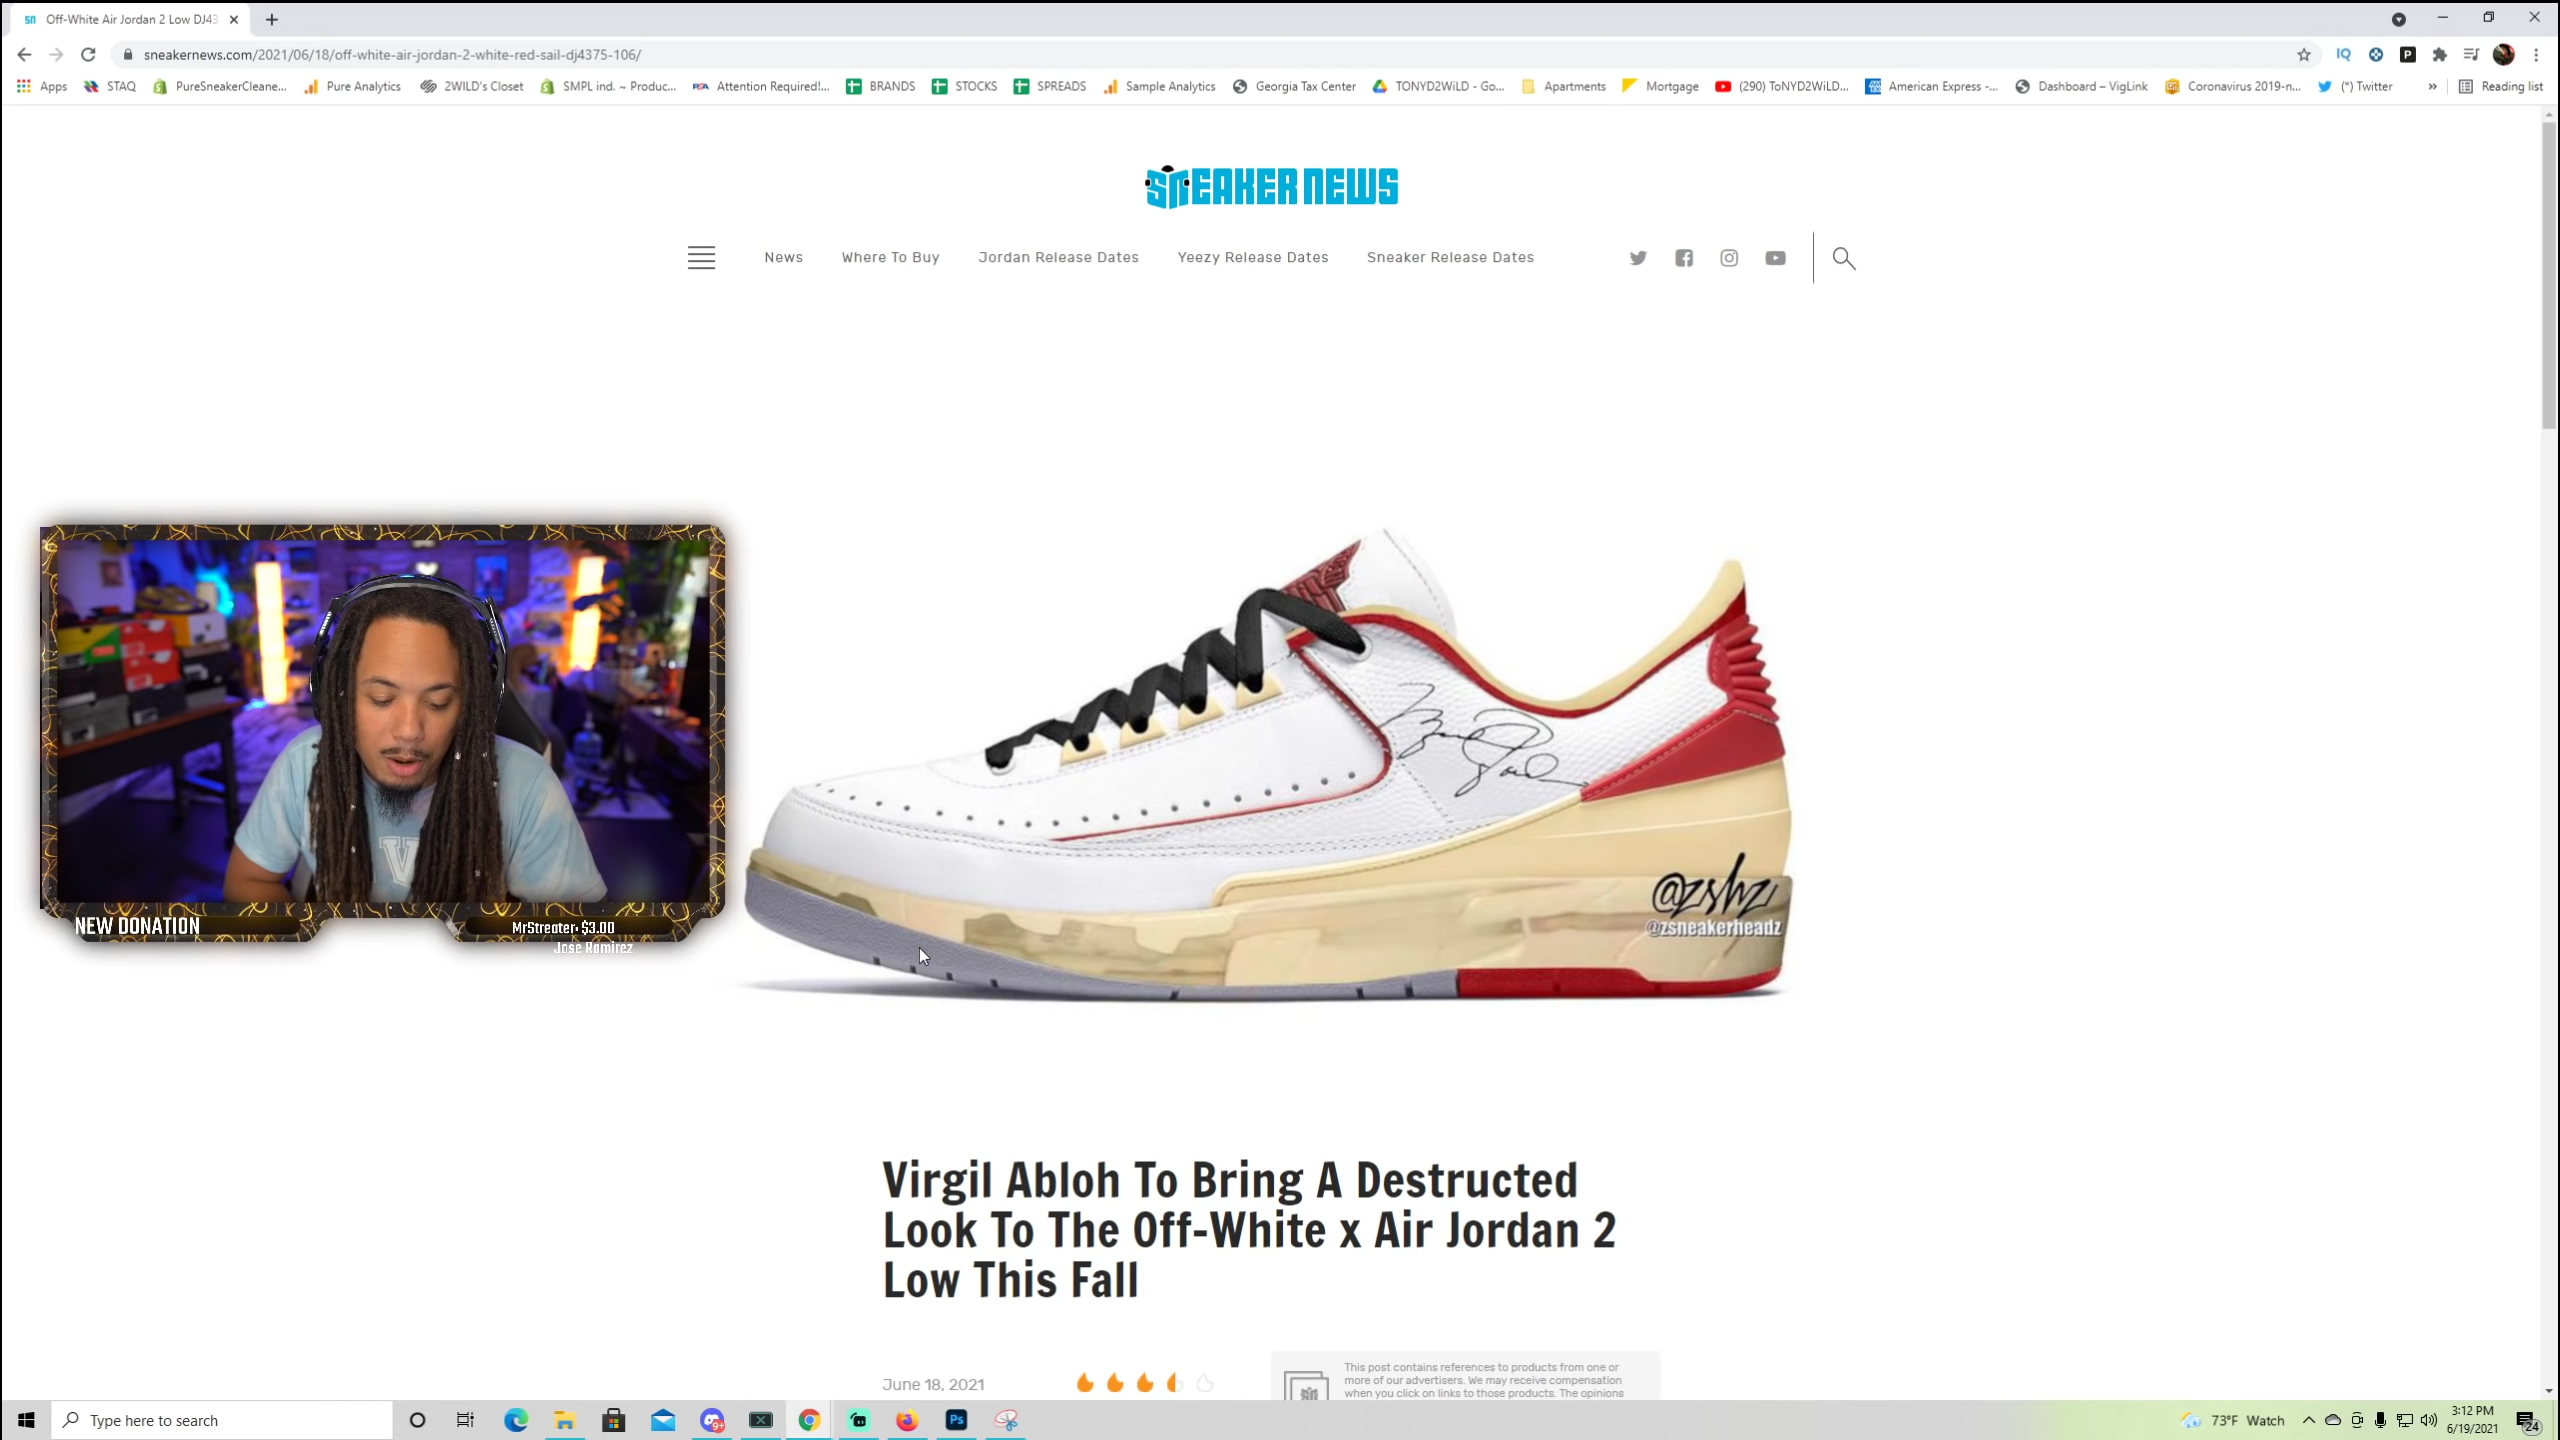 Off-White Air Jordan 2 Low DJ43
sneakernews.com/2021/06/18/off-white-air-jordan-2-white-red-sail-dj4375-106/
IQ P
Apps STAQ PureSneakerCleane... Pure Analytics 2WILD's Closet SMPL ind. ~ Produc... Attention Required!... BRANDS STOCKS SPREADS Sample Analytics Georgia Tax Center TONYD2WiLD - Go... Apartments Mortgage (290) ToNYD2WiLD... American Express -... Dashboard – VigLink Coronavirus 2019-n... (*) Twitter » Reading list
SNEAKER NEWS
News Where To Buy Jordan Release Dates Yeezy Release Dates Sneaker Release Dates
V
@zshwz
@zsneakerheadz
NEW DONATION
MrStreater• $3.00
Jose Ramirez
Virgil Abloh To Bring A Destructed
Look To The Off-White x Air Jordan 2
Low This Fall
June 18, 2021
This post contains references to products from one or
more of our advertisers. We may receive compensation
when you click on links to those products. The opinions
Type here to search
9+
Ps
73°F Watch
3:12 PM
6/19/2021
24